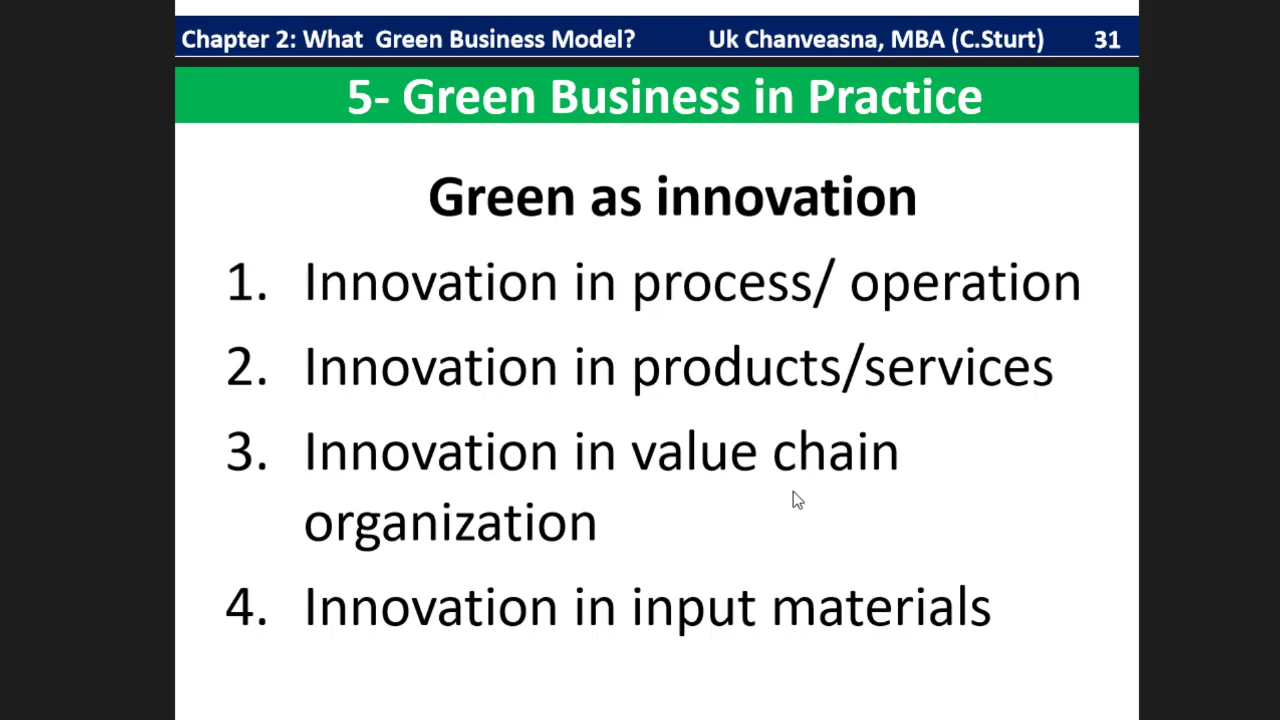 Chapter 2: What Green Business Model? Uk Chanveasna, MBA (C.Sturt) 31
5- Green Business in Practice
Green as innovation
1. Innovation in process/ operation
2. Innovation in products/services
3. Innovation in value chain
organization
4. Innovation in input materials